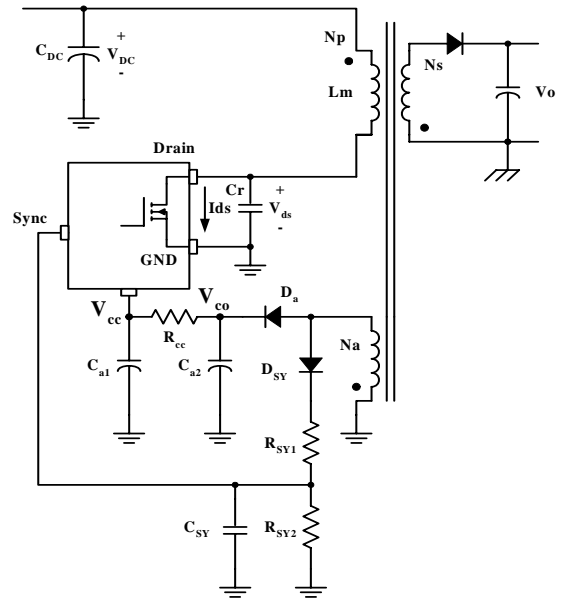 Np
+
C_DC
V_DC
-
Ns
Lm
Vo
Drain
Cr
+
Sync
Ids
V_ds
-
GND
V_cc
V_co
D_a
R_cc
Na
C_a1
C_a2
D_SY
R_SY1
C_SY
R_SY2